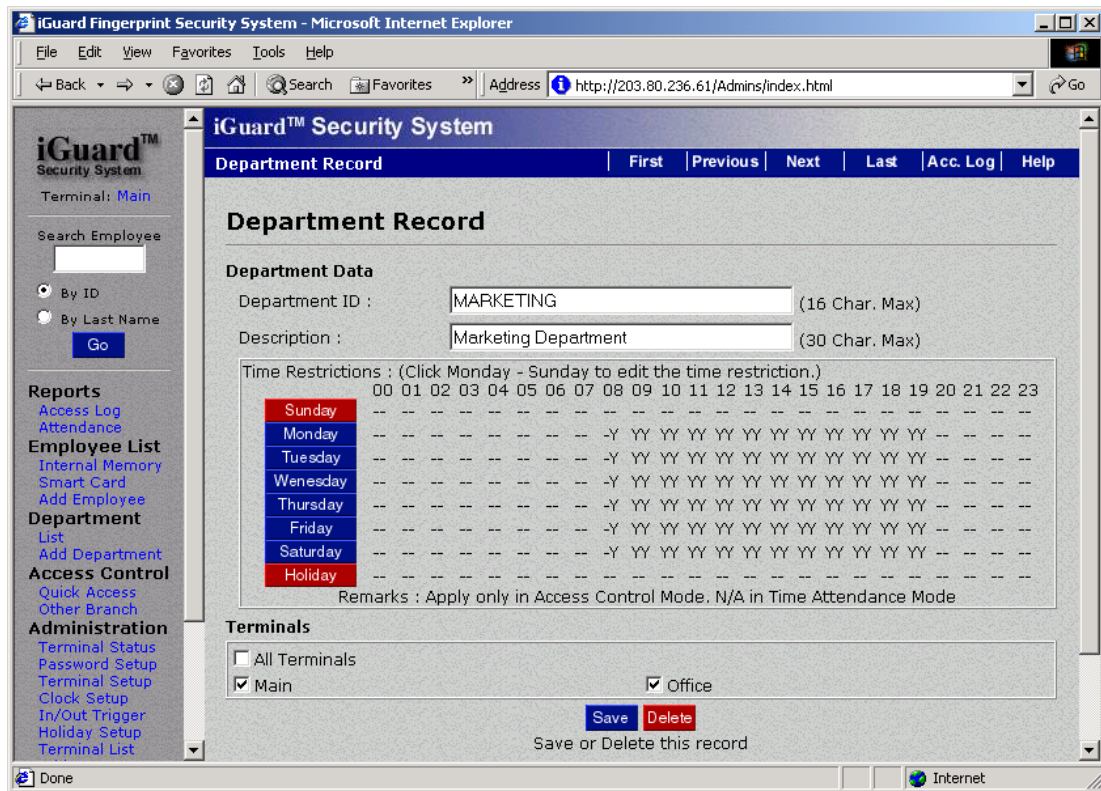 iGuard Fingerprint Security System - Microsoft Internet Explorer
File Edit View Favorites Tools Help
Back Search Favorites » Address http://203.80.236.61/Admins/index.html Go
iGuard™
Security System
Terminal: Main
Search Employee
By ID
By Last Name
Go
Reports
Access Log
Attendance
Employee List
Internal Memory
Smart Card
Add Employee
Department
List
Add Department
Access Control
Quick Access
Other Branch
Administration
Terminal Status
Password Setup
Terminal Setup
Clock Setup
In/Out Trigger
Holiday Setup
Terminal List
iGuard™ Security System
Department Record | First | Previous | Next | Last | Acc. Log | Help
Department Record
Department Data
Department ID : MARKETING (16 Char. Max)
Description : Marketing Department (30 Char. Max)
Time Restrictions : (Click Monday - Sunday to edit the time restriction.)
00 01 02 03 04 05 06 07 08 09 10 11 12 13 14 15 16 17 18 19 20 21 22 23
Sunday -- -- -- -- -- -- -- -- -- -- -- -- -- -- -- -- -- -- -- -- -- -- -- --
Monday -- -- -- -- -- -- -- -- -Y YY YY YY YY YY YY YY YY YY YY YY -- -- -- --
Tuesday -- -- -- -- -- -- -- -- -Y YY YY YY YY YY YY YY YY YY YY YY -- -- -- --
Wenesday -- -- -- -- -- -- -- -- -Y YY YY YY YY YY YY YY YY YY YY YY -- -- -- --
Thursday -- -- -- -- -- -- -- -- -Y YY YY YY YY YY YY YY YY YY YY YY -- -- -- --
Friday -- -- -- -- -- -- -- -- -Y YY YY YY YY YY YY YY YY YY YY YY -- -- -- --
Saturday -- -- -- -- -- -- -- -- -Y YY YY YY YY YY YY YY YY YY YY YY -- -- -- --
Holiday -- -- -- -- -- -- -- -- -- -- -- -- -- -- -- -- -- -- -- -- -- -- -- --
Remarks : Apply only in Access Control Mode. N/A in Time Attendance Mode
Terminals
All Terminals
Main Office
Save Delete
Save or Delete this record
Done Internet